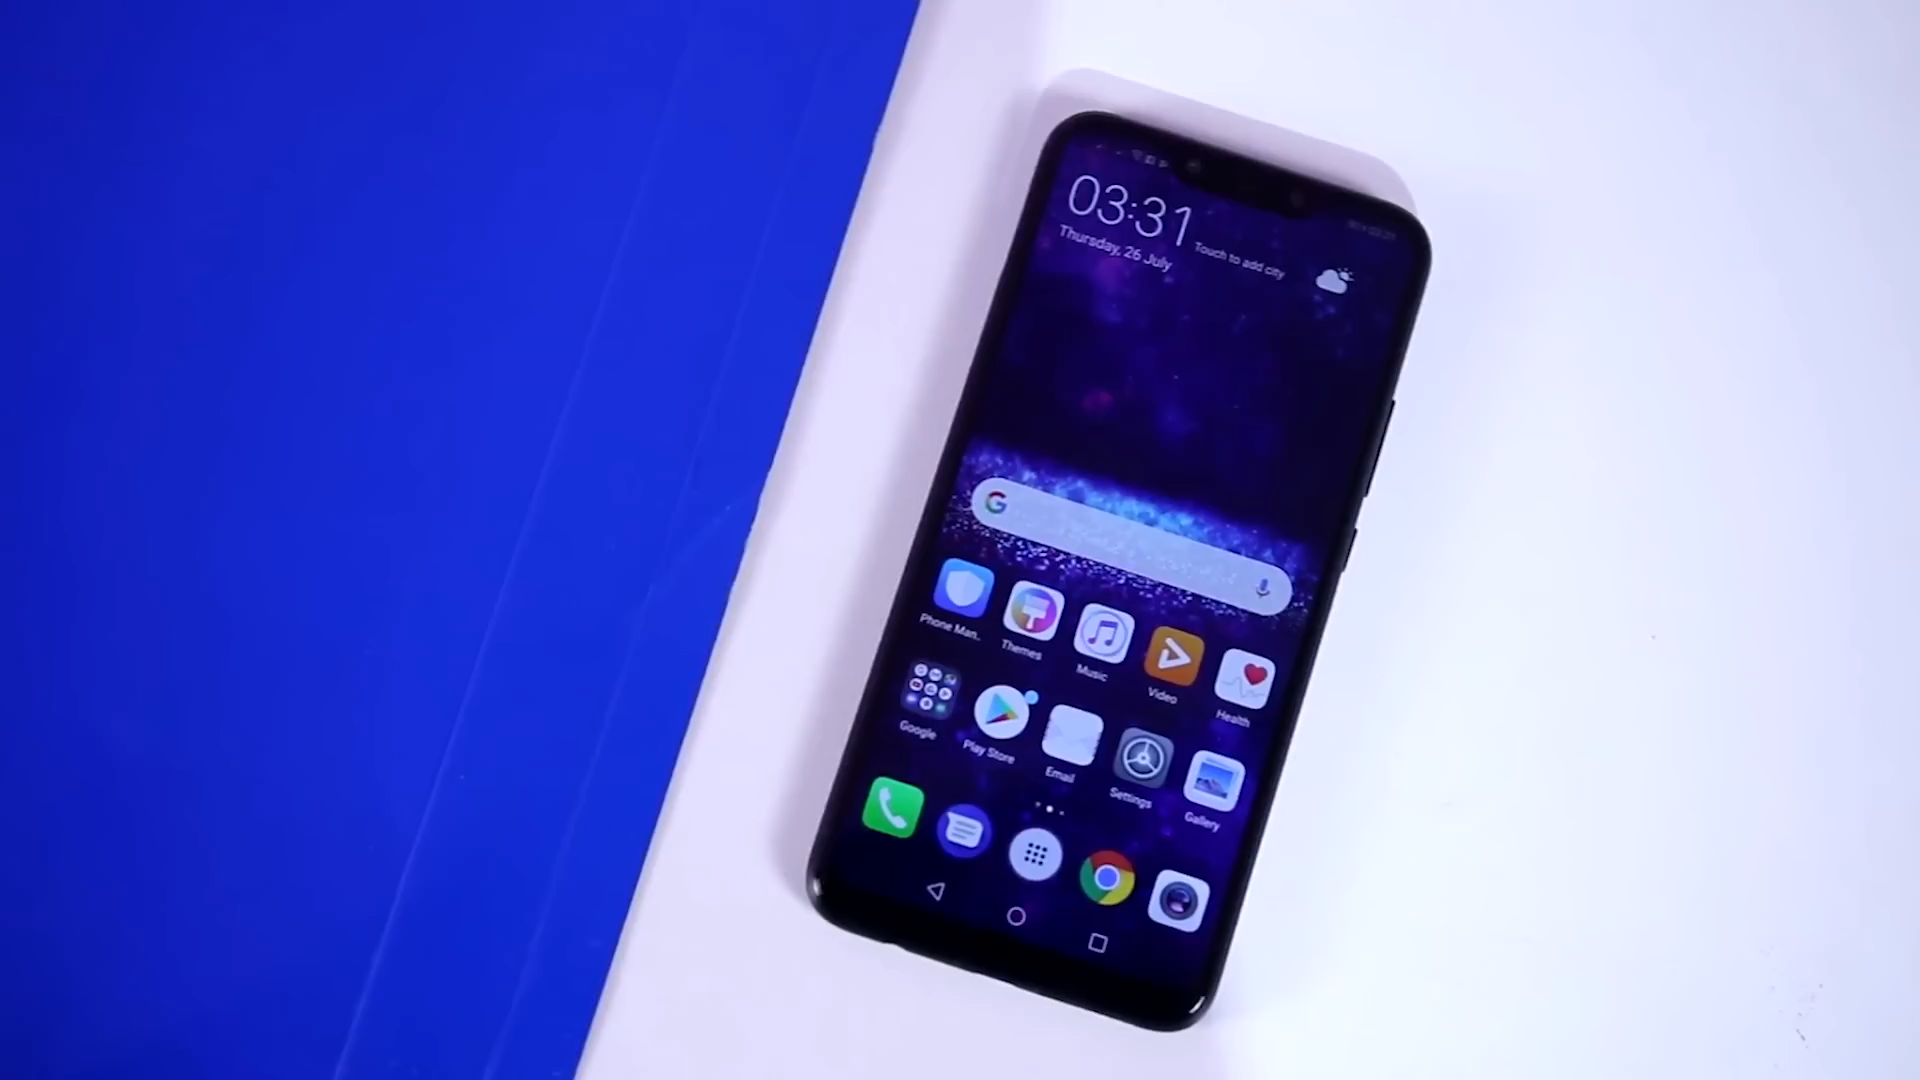 03:31
Thursday, 26 July
Touch to add city
G
Phone Man..
Themes
Music
Video
Health
Google
Play Store
Email
Settings
Gallery